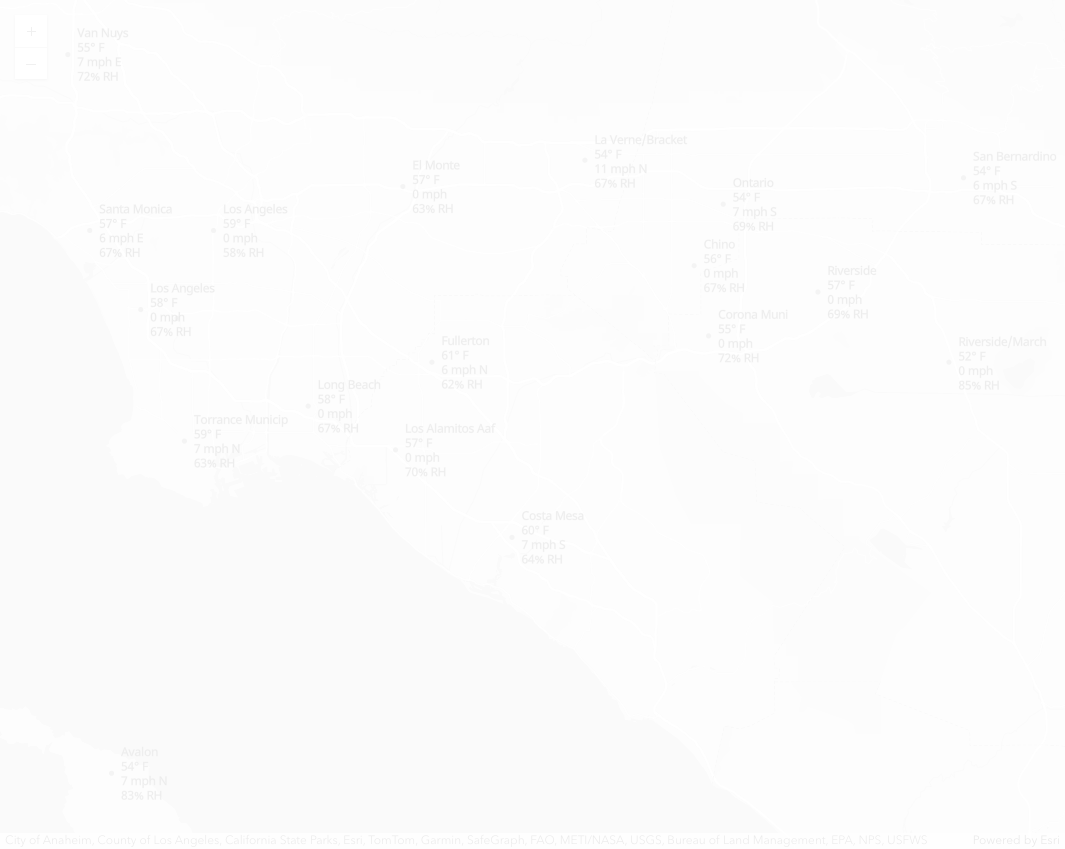 +
−
Van Nuys
55° F
7 mph E
72% RH
La Verne/Bracket
54° F
11 mph N
67% RH
San Bernardino
54° F
6 mph S
67% RH
El Monte
57° F
0 mph
63% RH
Ontario
54° F
7 mph S
69% RH
Santa Monica
57° F
6 mph E
67% RH
Los Angeles
59° F
0 mph
58% RH
Chino
56° F
0 mph
67% RH
Riverside
57° F
0 mph
69% RH
Los Angeles
58° F
0 mph
67% RH
Corona Muni
55° F
0 mph
72% RH
Fullerton
61° F
6 mph N
62% RH
Riverside/March
52° F
0 mph
85% RH
Long Beach
58° F
0 mph
67% RH
Torrance Municip
59° F
7 mph N
63% RH
Los Alamitos Aaf
57° F
0 mph
70% RH
Costa Mesa
60° F
7 mph S
64% RH
Avalon
54° F
7 mph N
83% RH
City of Anaheim, County of Los Angeles, California State Parks, Esri, TomTom, Garmin, SafeGraph, FAO, METI/NASA, USGS, Bureau of Land Management, EPA, NPS, USFWS
Powered by Esri